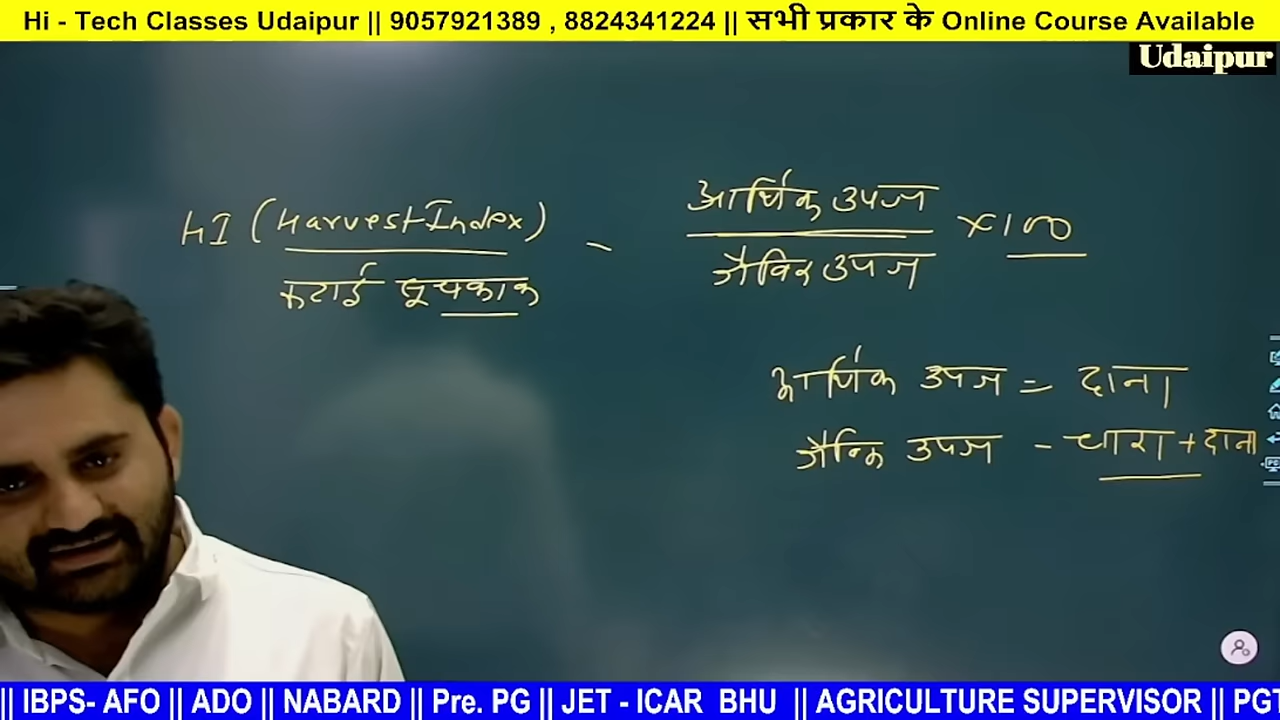 Hi - Tech Classes Udaipur || 9057921389 , 8824341224 || सभी प्रकार के Online Course Available
Udaipur
HI (Harvest Index) - आर्थिक उपज
जैविक उपज
×100
कटाई सूचकांक
आर्थिक उपज = दाना
जैविक उपज - चारा + दाना
|| IBPS- AFO || ADO || NABARD || Pre. PG || JET - ICAR BHU || AGRICULTURE SUPERVISOR || PGT